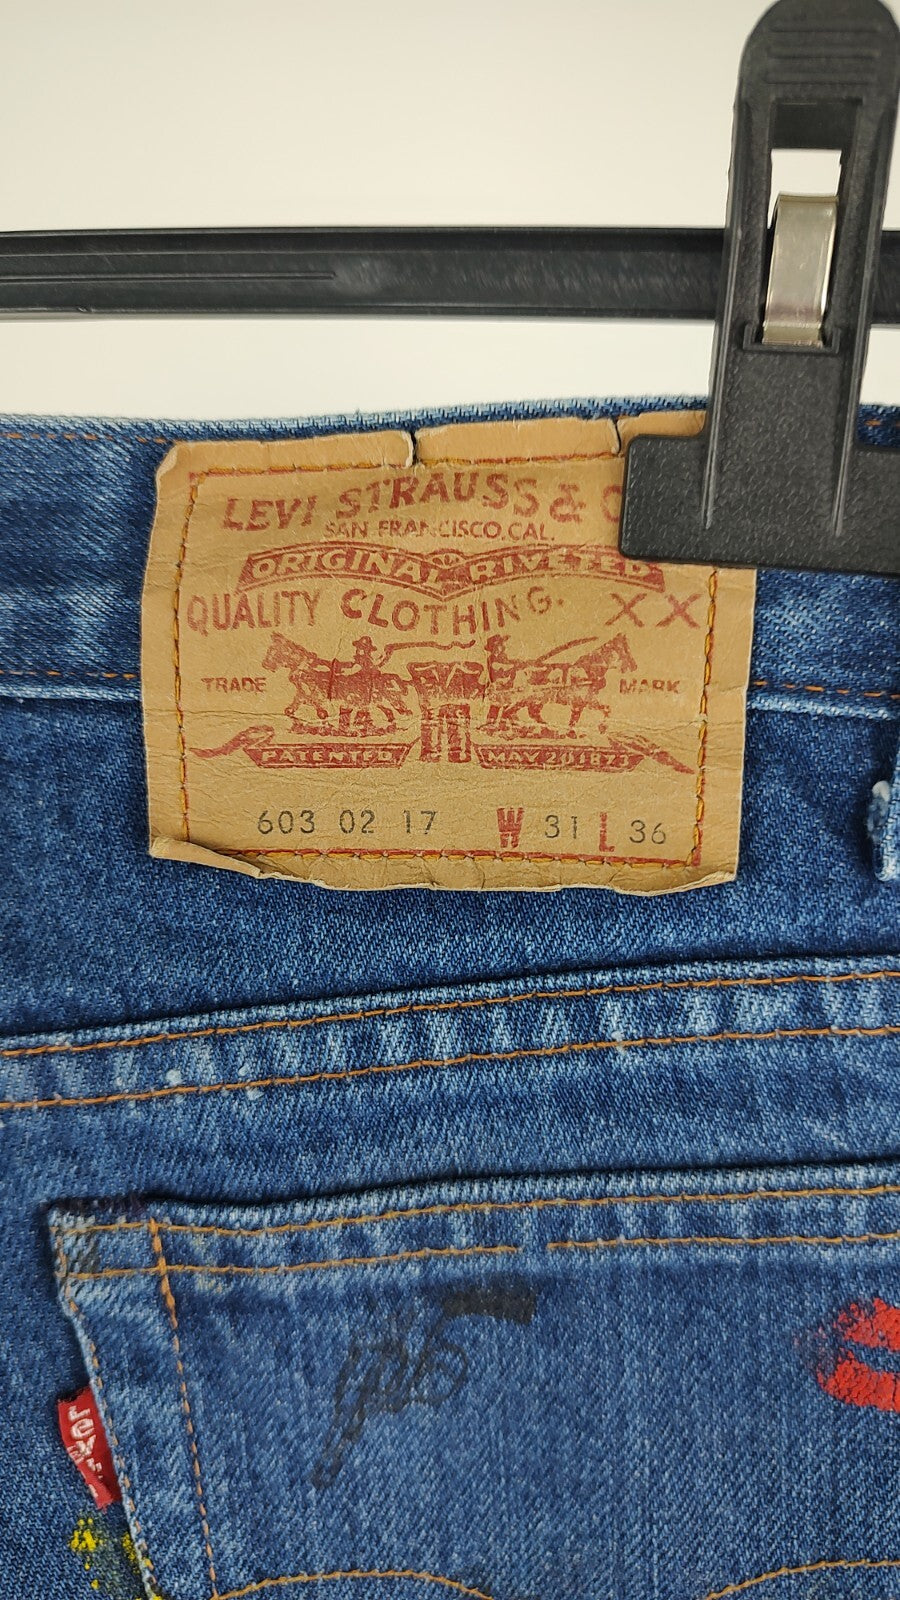 LEVI STRAUSS & C
SAN FRANCISCO, CAL.
ORIGINAL RIVETED
QUALITY CLOTHING. XX
TRADE MARK
PATENTED MAY 20 1873
603 02 17 W 31 L 36
LEVI'S